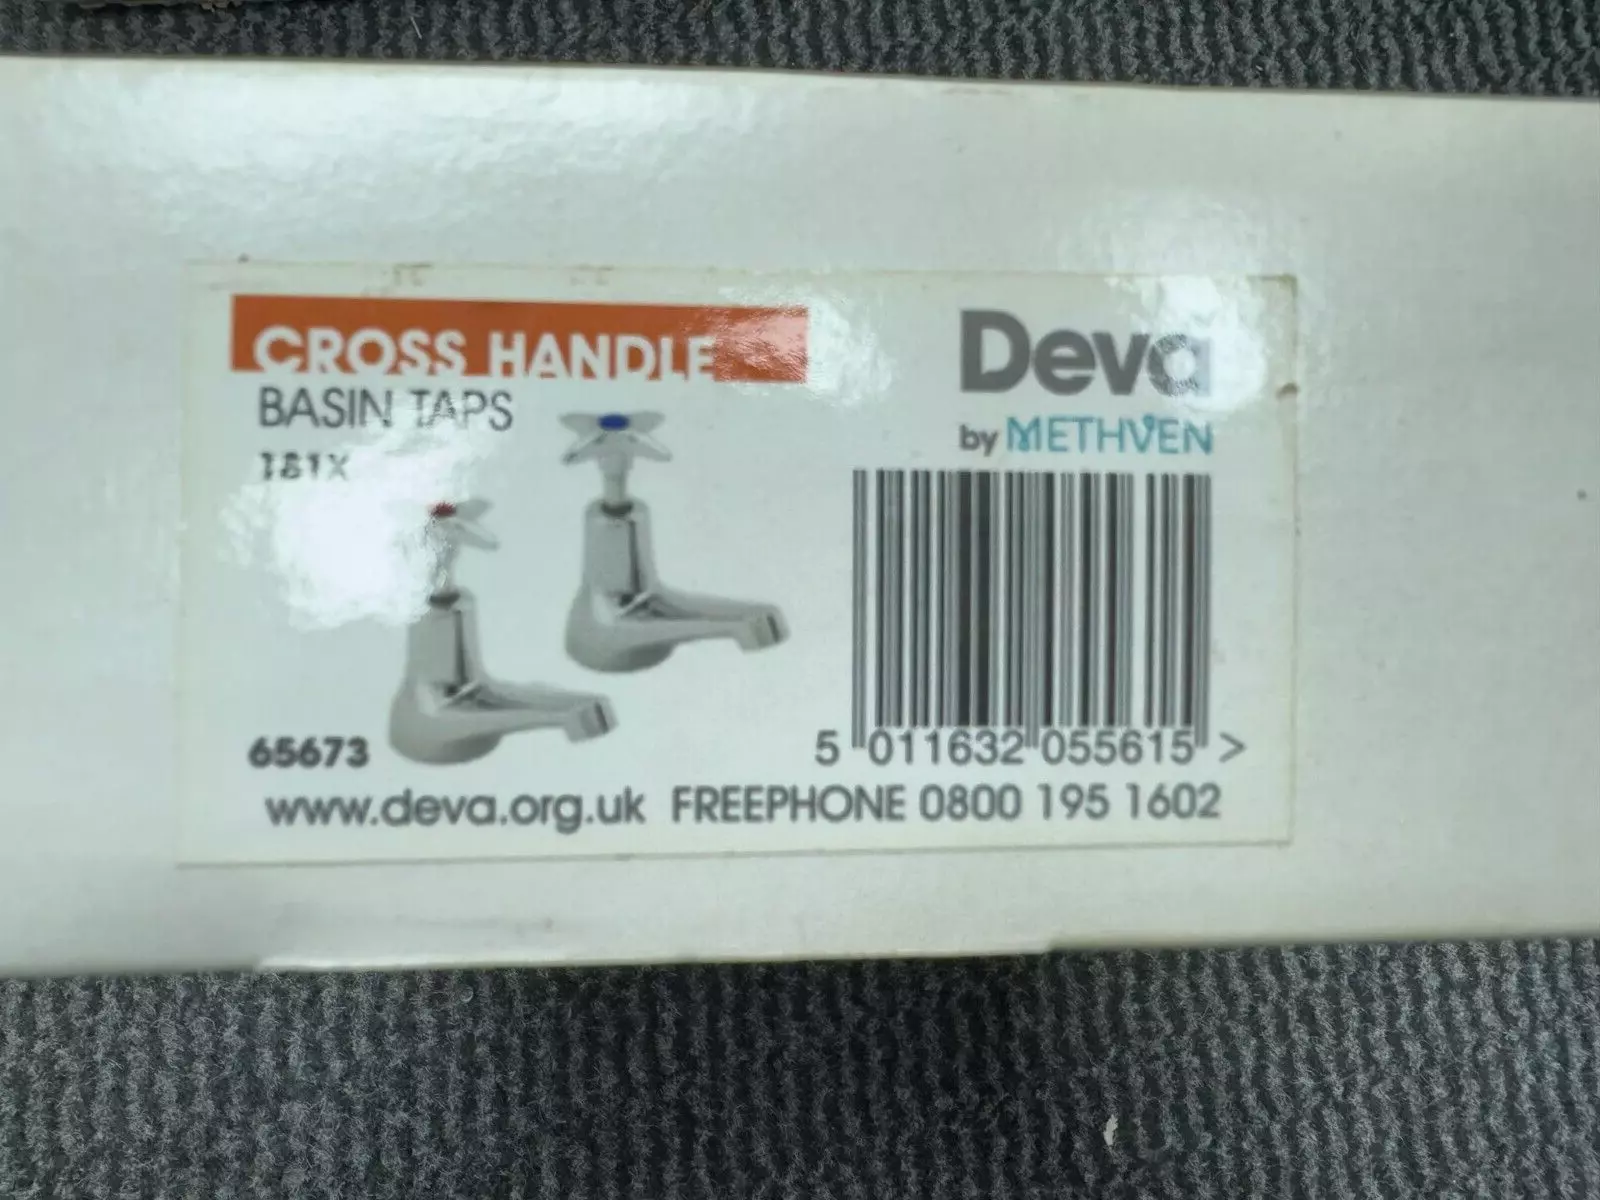 CROSS HANDLE
BASIN TAPS
181X
65673
Deva
by METHVEN
5 011632 055615 >
www.deva.org.uk FREEPHONE 0800 195 1602